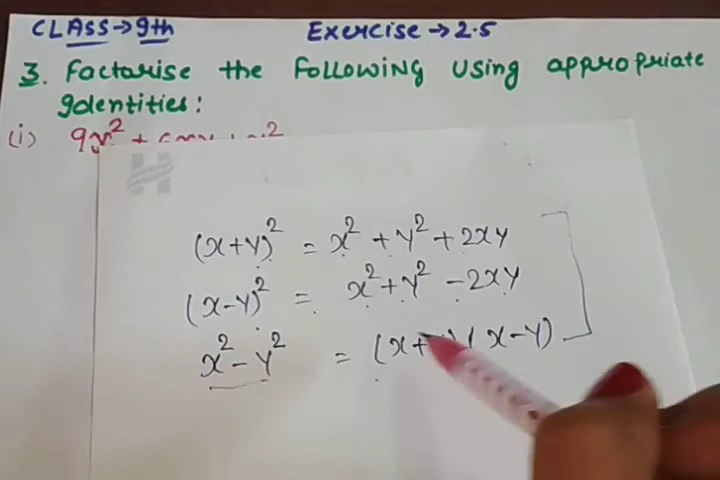 CLASS→9th Exercise→2.5
3. Factorise the Following Using appropriate
Identities:
(i) 9x² +
(x+y)² = x² + y² + 2xy
(x-y)² = x² + y² - 2xy
x² - y² = (x+ x-y)